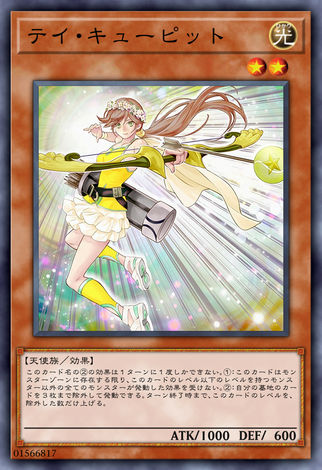 テイ・キューピット
光
【天使族／効果】
このカード名の②の効果は１ターンに１度しかできない。①：このカードはモン
スターゾーンに存在する限り、このカードのレベル以下のレベルを持つモンス
ター以外の全てのモンスターが発動した効果を受けない。②：自分の墓地のカー
ドを３枚まで除外して発動できる。ターン終了時まで、このカードのレベルを、
除外した数だけ上げる。
ATK/1000 DEF/ 600
01566817